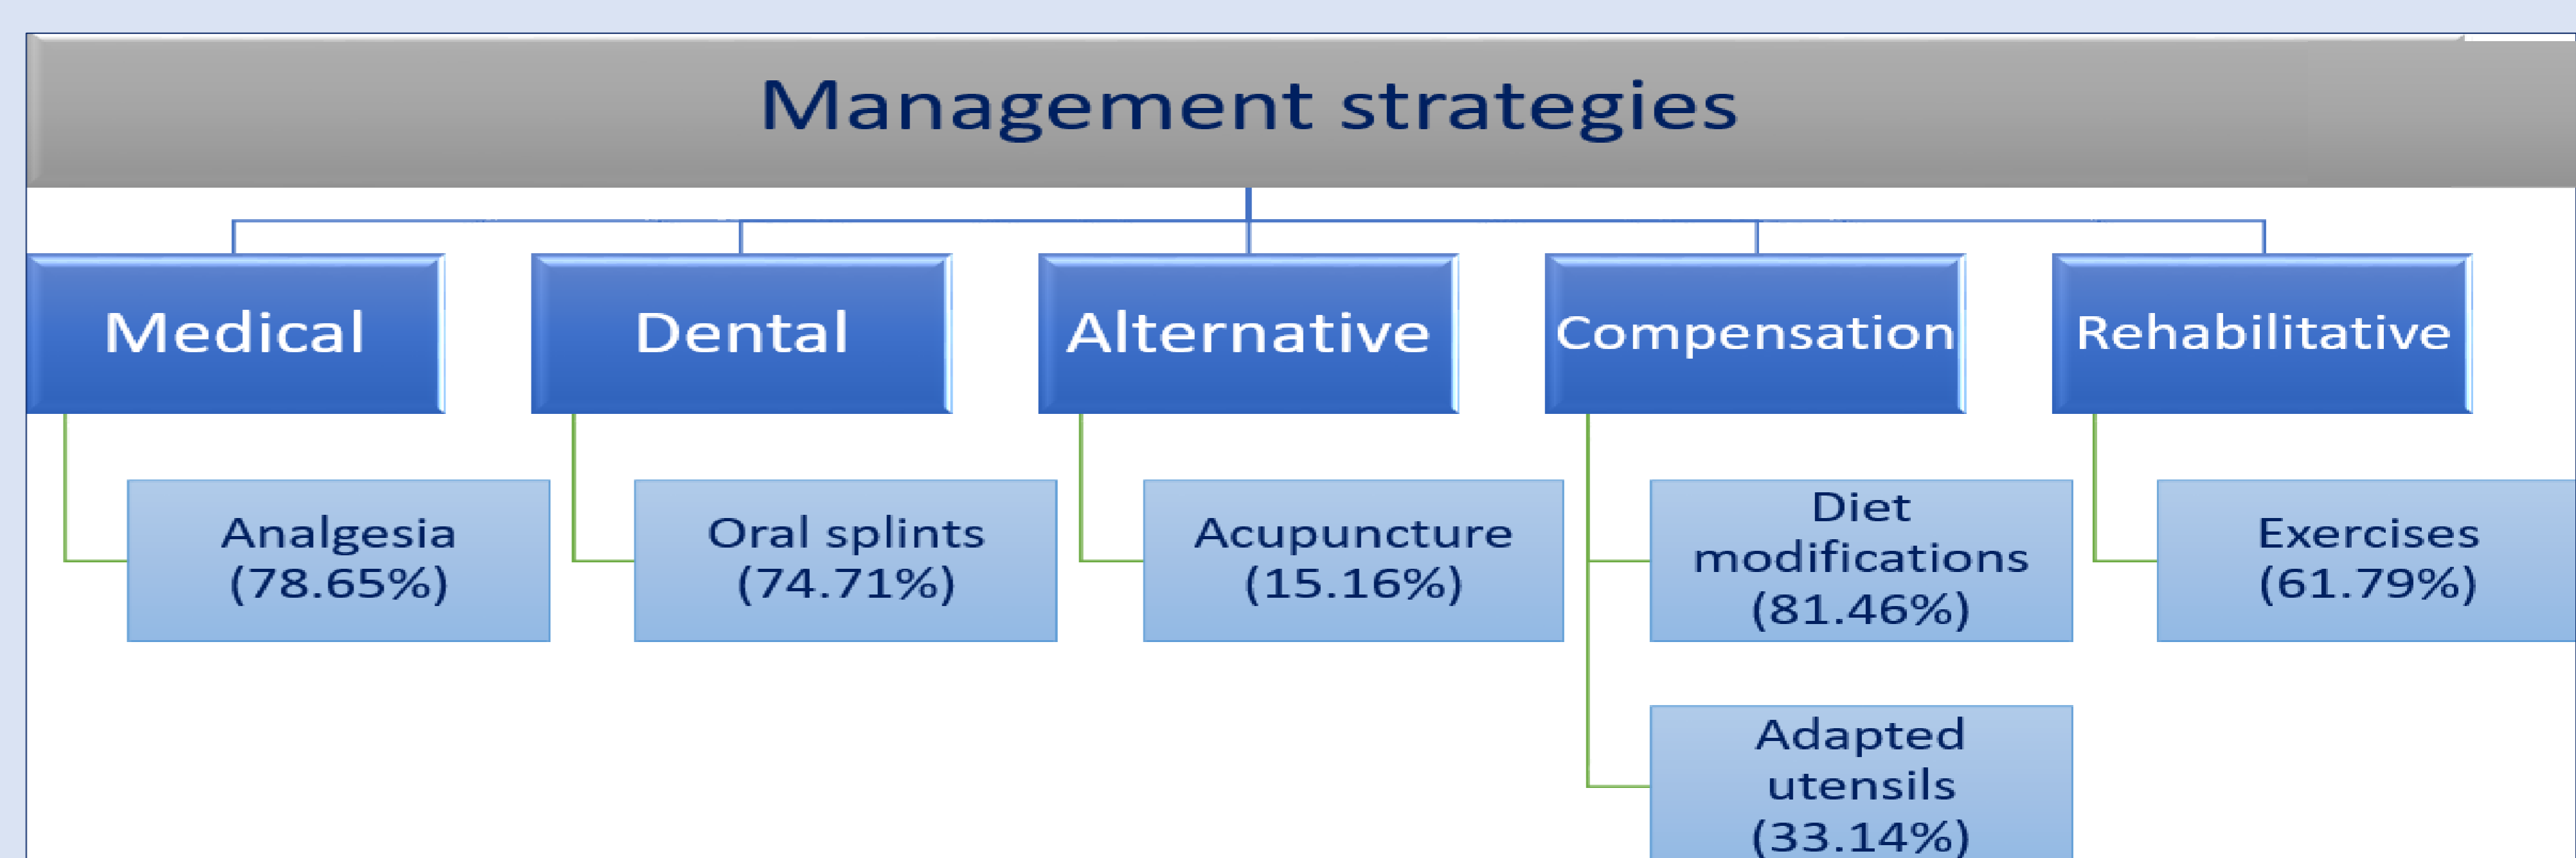 Management strategies
Medical
Dental
Alternative
Compensation
Rehabilitative
Analgesia
(78.65%)
Oral splints
(74.71%)
Acupuncture
(15.16%)
Diet
modifications
(81.46%)
Exercises
(61.79%)
Adapted
utensils
(33.14%)